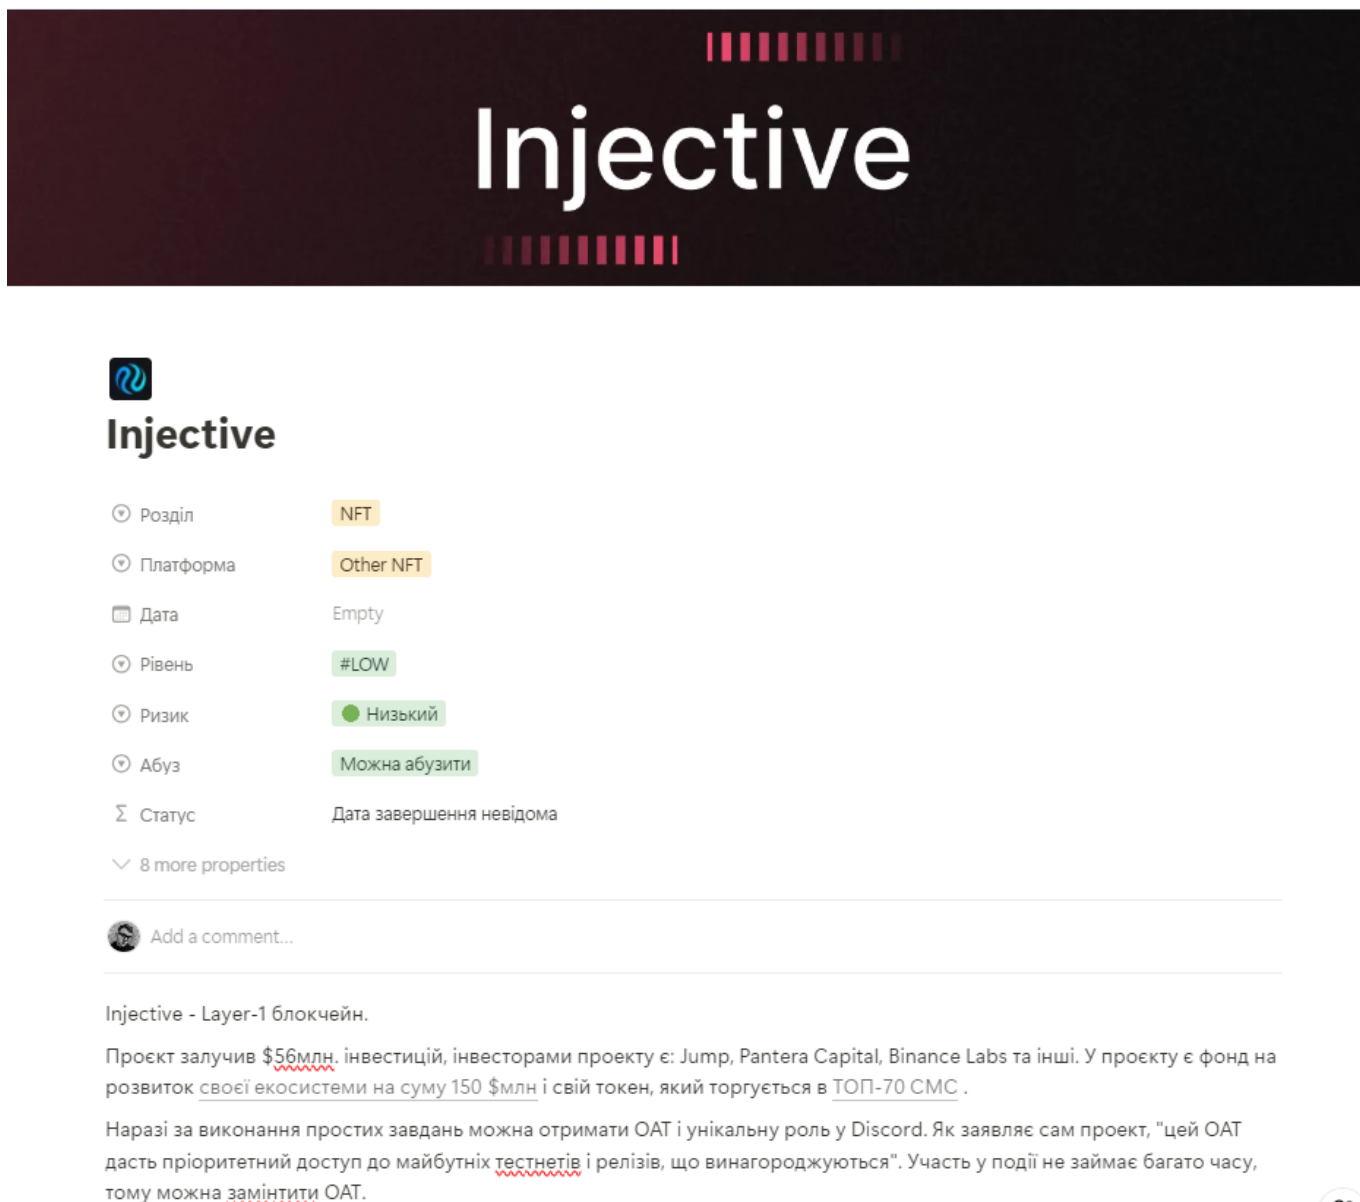 Injective
Injective
Розділ
NFT
Платформа
Other NFT
Дата
Empty
Рівень
#LOW
Ризик
Низький
Абуз
Можна абузити
Статус
Дата завершення невідома
8 more properties
Add a comment...
Injective - Layer-1 блокчейн.
Проєкт залучив $56млн. інвестицій, інвесторами проекту є: Jump, Pantera Capital, Binance Labs та інші. У проєкту є фонд на
розвиток своєї екосистеми на суму 150 $млн і свій токен, який торгується в ТОП-70 CMC .
Наразі за виконання простих завдань можна отримати ОАТ і унікальну роль у Discord. Як заявляє сам проект, "цей ОАТ
дасть пріоритетний доступ до майбутніх тестнетів і релізів, що винагороджуються". Участь у події не займає багато часу,
тому можна замінтити ОАТ.